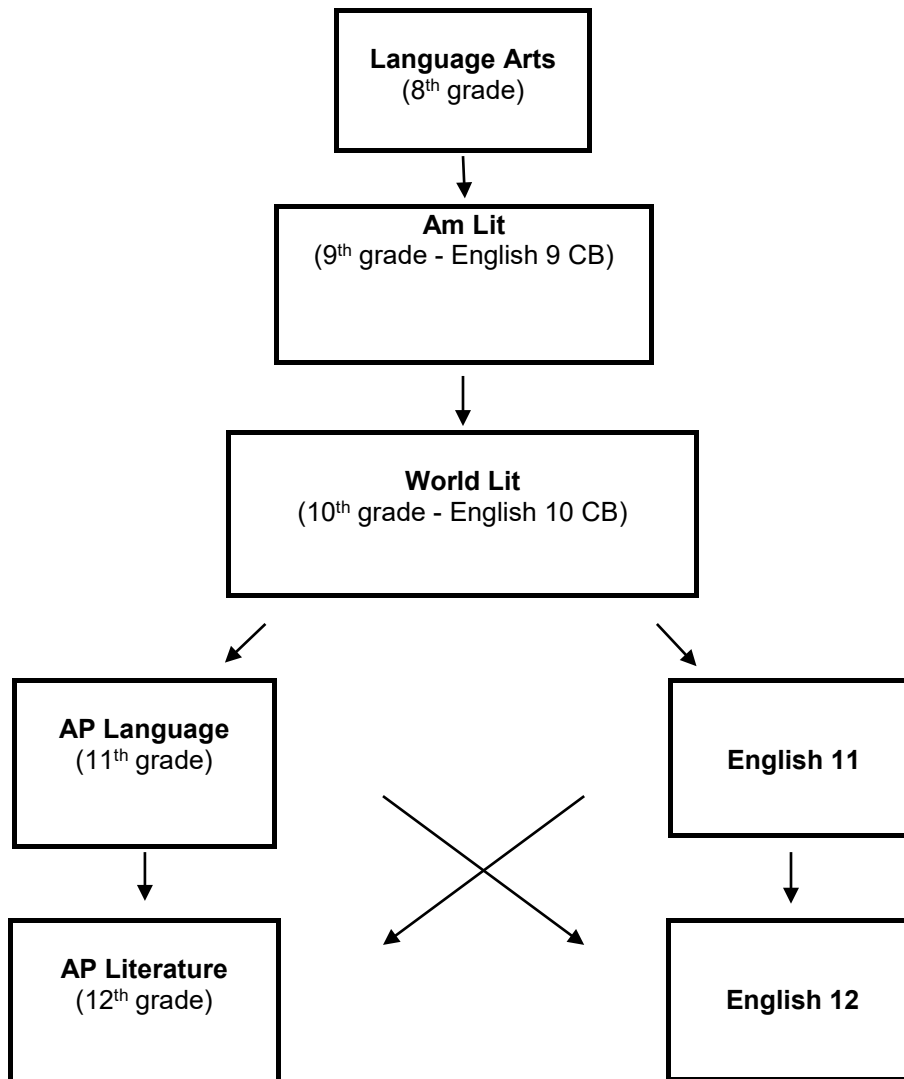 Language Arts
(8th grade)
Am Lit
(9th grade - English 9 CB)
World Lit
(10th grade - English 10 CB)
AP Language
(11th grade)
English 11
AP Literature
(12th grade)
English 12